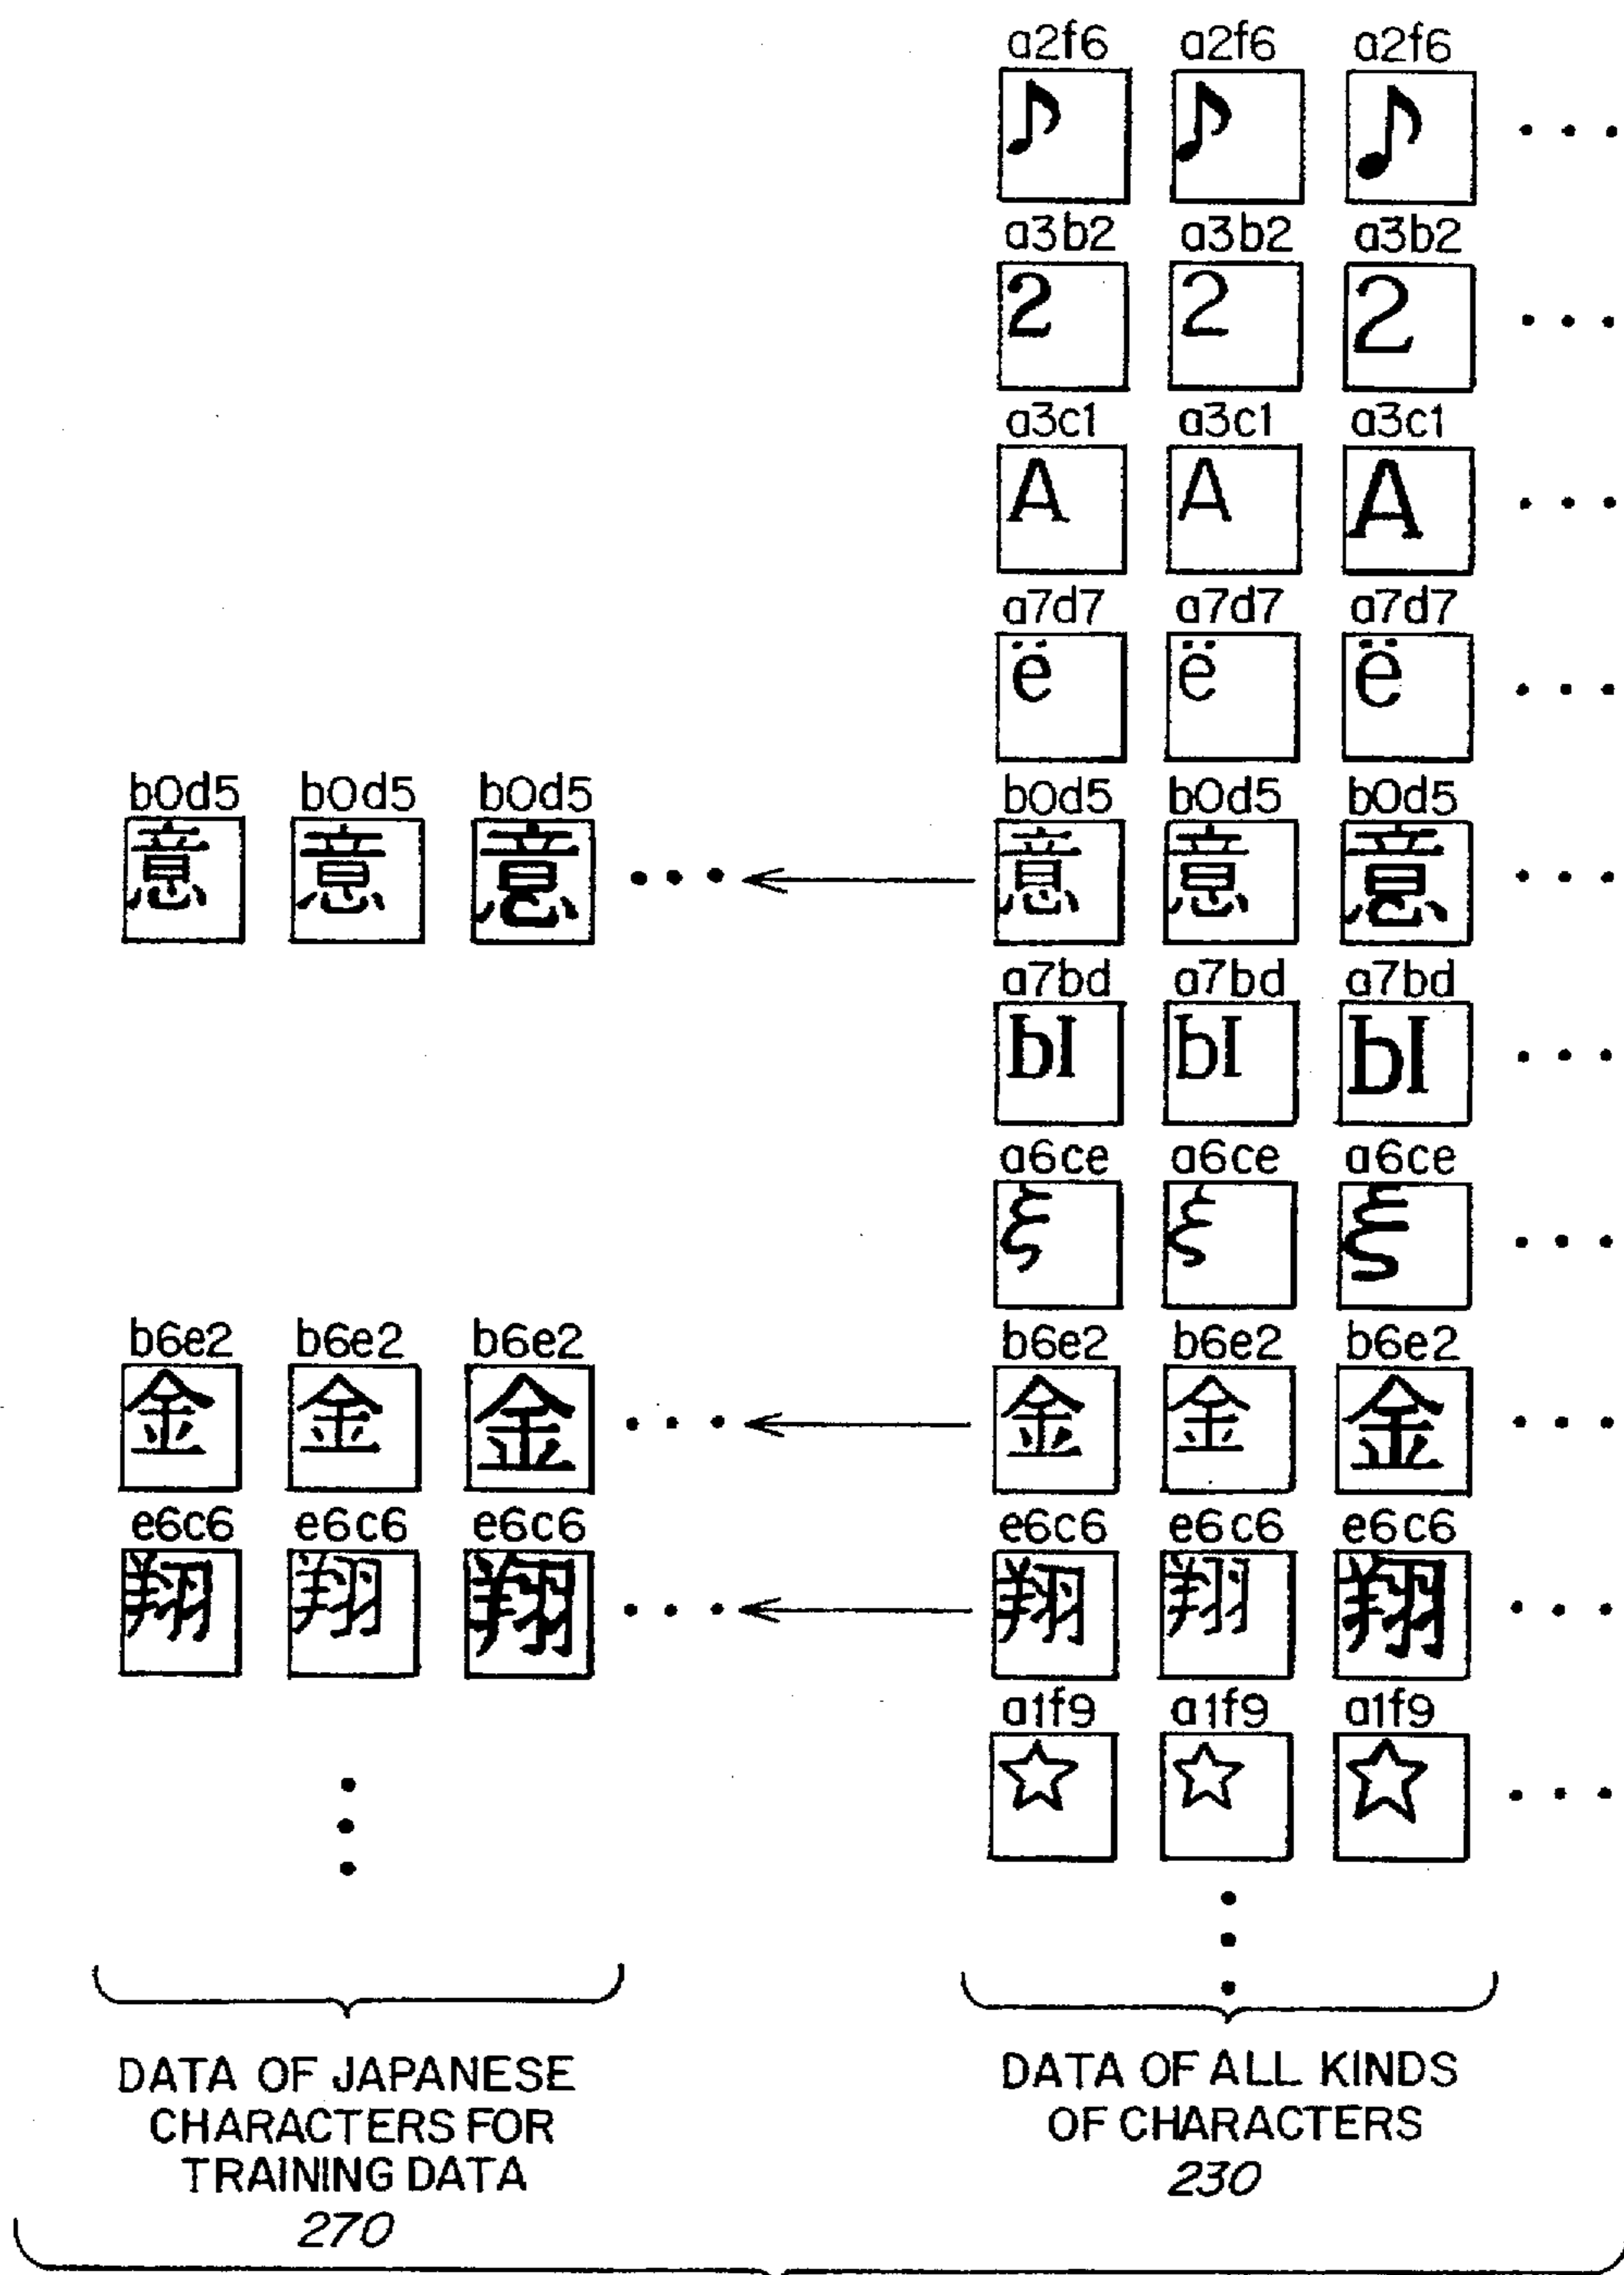 a2f6 a2f6 a2f6
♪ ♪ ♪ ...
a3b2 a3b2 a3b2
2 2 2 ...
a3c1 a3c1 a3c1
A A A ...
a7d7 a7d7 a7d7
ё ё ё ...
b0d5 b0d5 b0d5 b0d5 b0d5 b0d5
意 意 意 ... 意 意 意 ...
a7bd a7bd a7bd
ы ы ы ...
a6ce a6ce a6ce
ξ ξ ξ ...
b6e2 b6e2 b6e2 b6e2 b6e2 b6e2
金 金 金 ... 金 金 金 ...
e6c6 e6c6 e6c6 e6c6 e6c6 e6c6
翔 翔 翔 ... 翔 翔 翔 ...
a1f9 a1f9 a1f9
☆ ☆ ☆ ...
DATA OF JAPANESE
CHARACTERS FOR
TRAINING DATA
270
DATA OF ALL KINDS
OF CHARACTERS
230